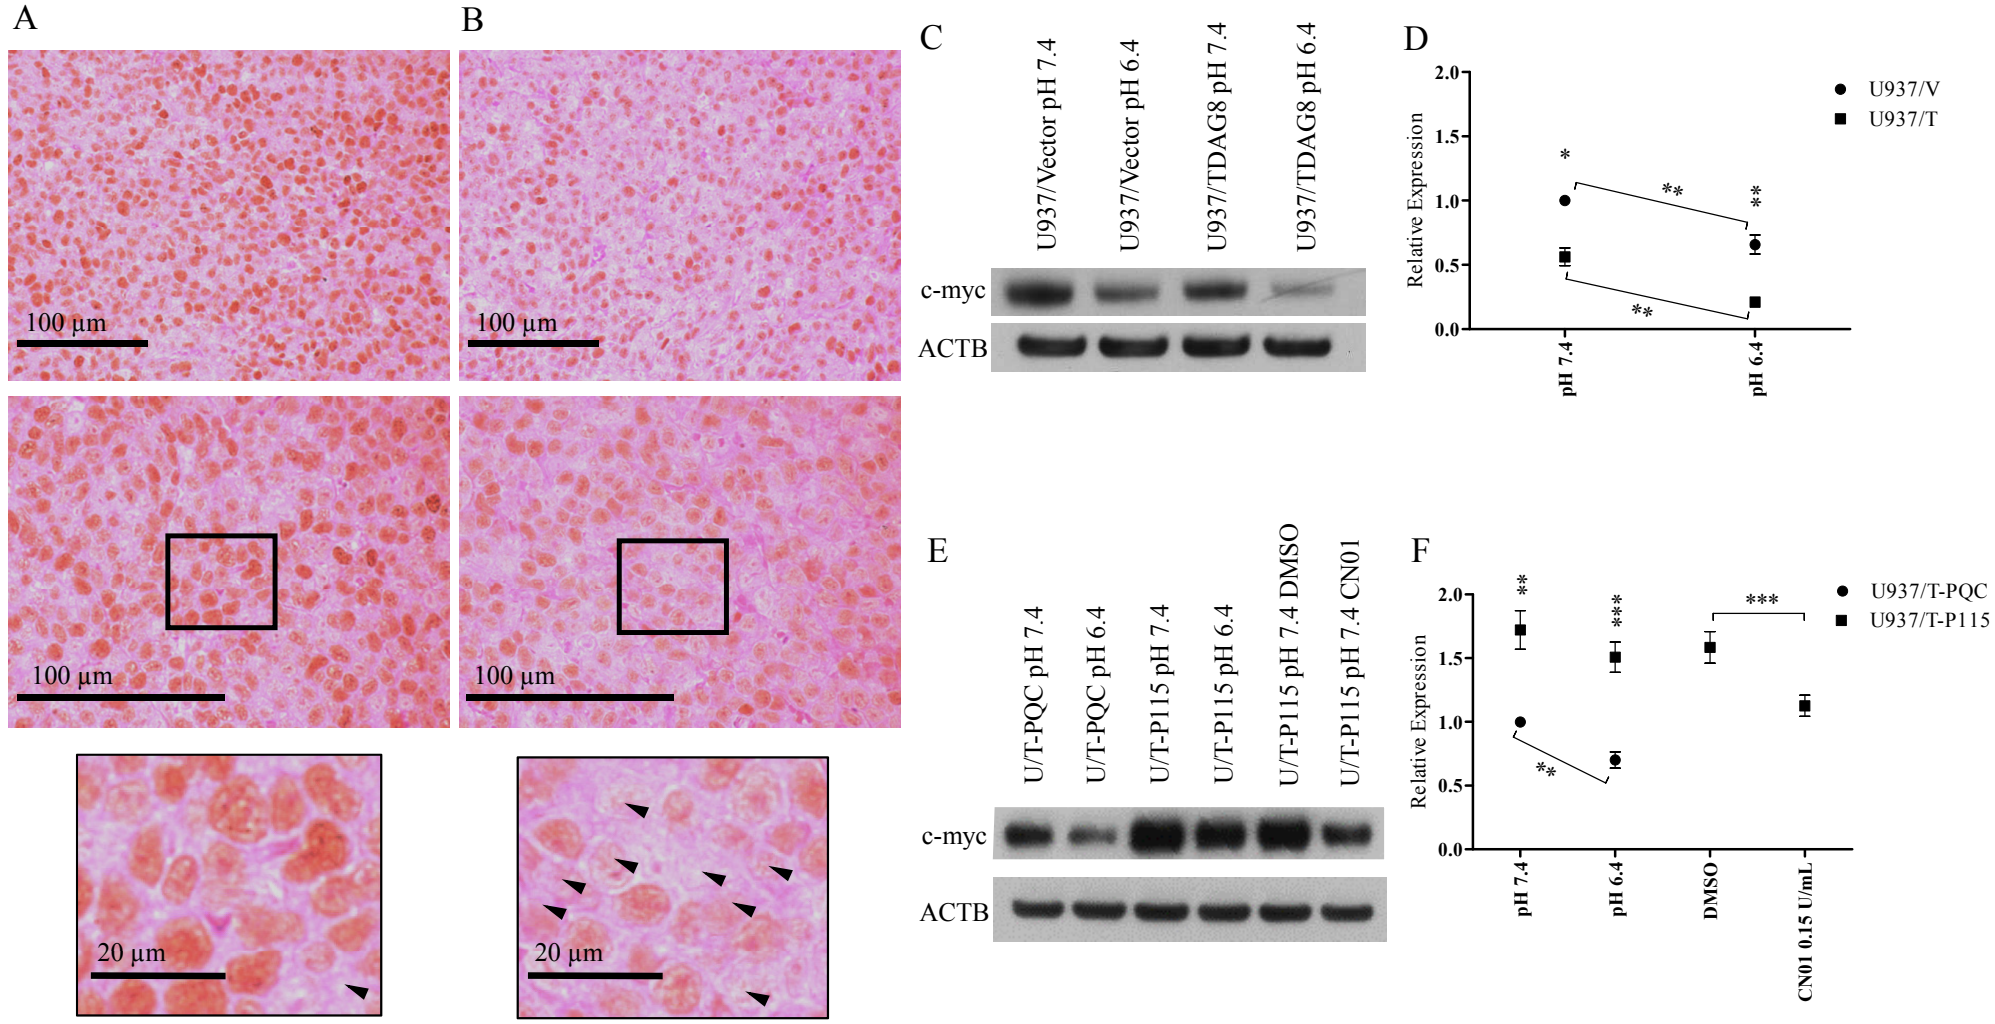 A
B
100 µm
100 µm
100 µm
100 µm
20 µm
20 µm
C
U937/Vector pH 7.4
U937/Vector pH 6.4
U937/TDAG8 pH 7.4
U937/TDAG8 pH 6.4
c-myc
ACTB
D
Relative Expression
2.0
1.5
1.0
0.5
0.0
*
**
**
**
pH 7.4
pH 6.4
U937/V
U937/T
E
U/T-PQC pH 7.4
U/T-PQC pH 6.4
U/T-P115 pH 7.4
U/T-P115 pH 6.4
U/T-P115 pH 7.4 DMSO
U/T-P115 pH 7.4 CN01
c-myc
ACTB
F
Relative Expression
2.0
1.5
1.0
0.5
0.0
**
***
***
**
pH 7.4
pH 6.4
DMSO
CN01 0.15 U/mL
U937/T-PQC
U937/T-P115